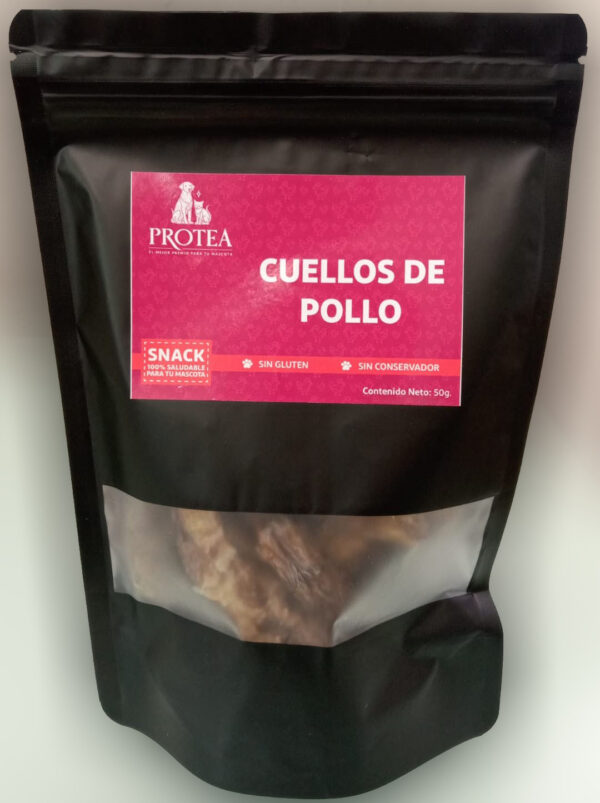 PROTEA
EL MEJOR PREMIO PARA TU MASCOTA
CUELLOS DE
POLLO
SNACK
100% SALUDABLE
PARA TU MASCOTA
SIN GLUTEN
SIN CONSERVADOR
Contenido Neto: 50g.